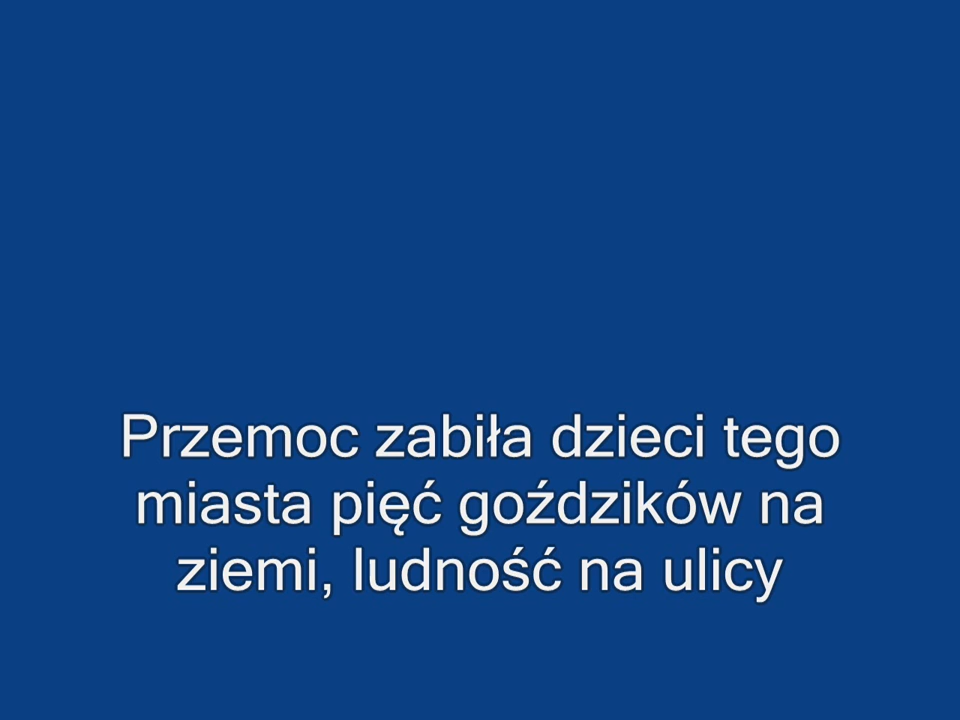 Przemoc zabiła dzieci tego
miasta pięć goździków na
ziemi, ludność na ulicy